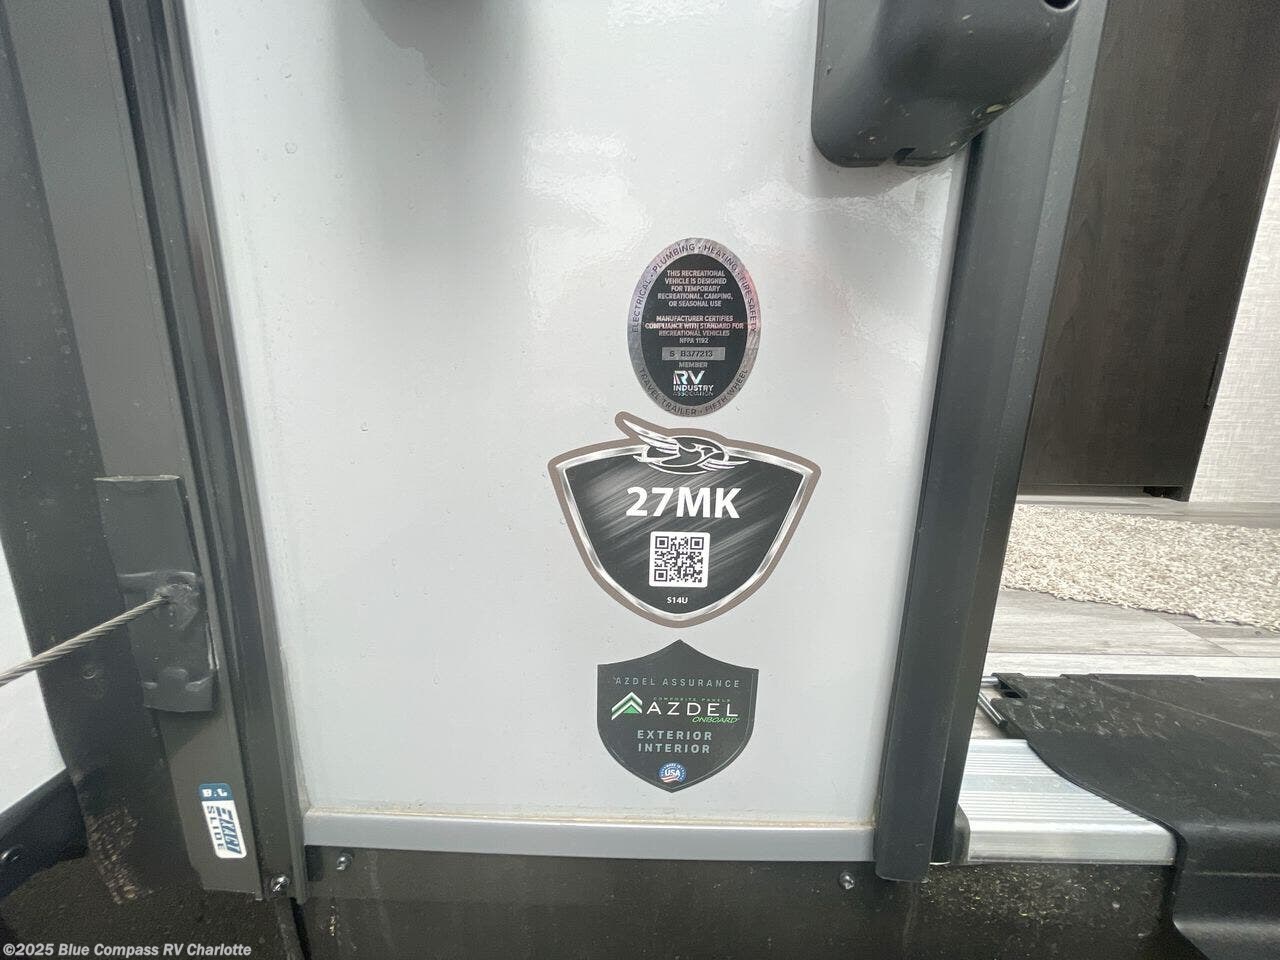 ELECTRICAL · PLUMBING · HEATING · FIRE SAFETY
THIS RECREATIONAL
VEHICLE IS DESIGNED
FOR TEMPORARY
RECREATIONAL, CAMPING,
OR SEASONAL USE
MANUFACTURER CERTIFIES
COMPLIANCE WITH STANDARD FOR
RECREATIONAL VEHICLES
NFPA 1192
S B377213
MEMBER
RV
INDUSTRY
ASSOCIATION
TRAVEL TRAILER · FIFTH WHEEL
27MK
S14U
AZDEL ASSURANCE
COMPOSITE PANELS
AZDEL
ONBOARD
EXTERIOR
INTERIOR
USA
SLIDE
©2025 Blue Compass RV Charlotte